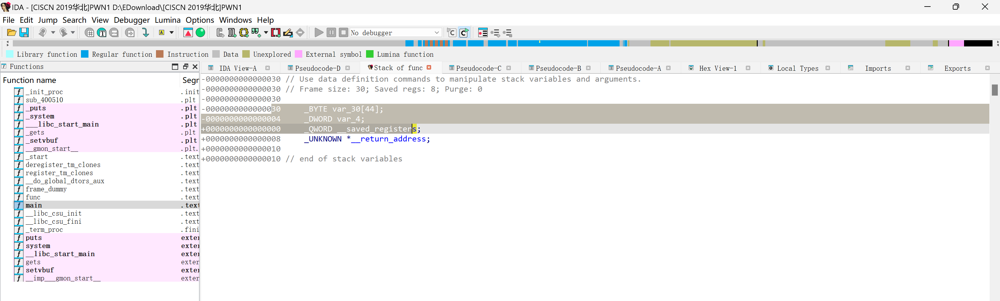 IDA - [CISCN 2019华北]PWN1 D:\EDownload\[CISCN 2019华北]PWN1
File Edit Jump Search View Debugger Lumina Options Windows Help
No debugger
Library function Regular function Instruction Data Unexplored External symbol Lumina function
Functions
IDA View-A Pseudocode-D Stack of func Pseudocode-C Pseudocode-B Pseudocode-A Hex View-1 Local Types Imports Exports
Function name Segr
_init_proc .init
sub_400510 .plt
_puts .plt
_system .plt
___libc_start_main .plt
_gets .plt
_setvbuf .plt
__gmon_start__ .plt.
_start .text
deregister_tm_clones .text
register_tm_clones .text
__do_global_dtors_aux .text
frame_dummy .text
func .text
main .text
__libc_csu_init .text
__libc_csu_fini .text
_term_proc .fini
puts exter
system exter
__libc_start_main exter
gets exter
setvbuf exter
__imp___gmon_start__ exter
-0000000000000030 // Use data definition commands to manipulate stack variables and arguments.
-0000000000000030 // Frame size: 30; Saved regs: 8; Purge: 0
-0000000000000030
-0000000000000030 _BYTE var_30[44];
-0000000000000004 _DWORD var_4;
+0000000000000000 _QWORD __saved_registers;
+0000000000000008 _UNKNOWN *__return_address;
+0000000000000010
+0000000000000010 // end of stack variables